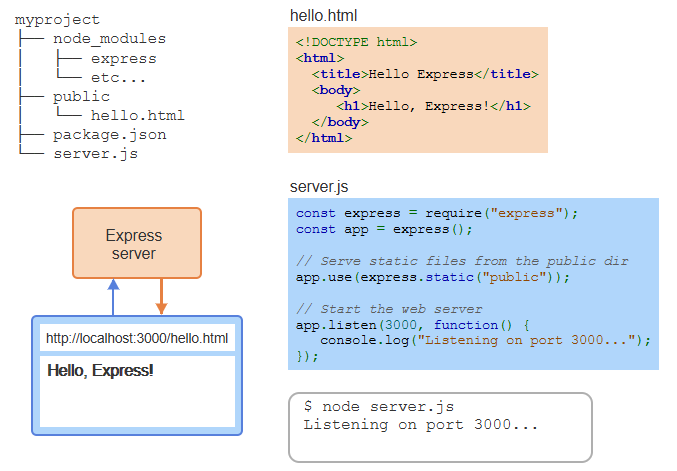 myproject
├── node_modules
│   ├── express
│   └── etc...
├── public
│   └── hello.html
├── package.json
└── server.js
hello.html
<!DOCTYPE html>
<html>
  <title>Hello Express</title>
  <body>
     <h1>Hello, Express!</h1>
  </body>
</html>
server.js
const express = require("express");
const app = express();

// Serve static files from the public dir
app.use(express.static("public"));

// Start the web server
app.listen(3000, function() {
   console.log("Listening on port 3000...");
});
Express
server
http://localhost:3000/hello.html
Hello, Express!
$ node server.js
Listening on port 3000...